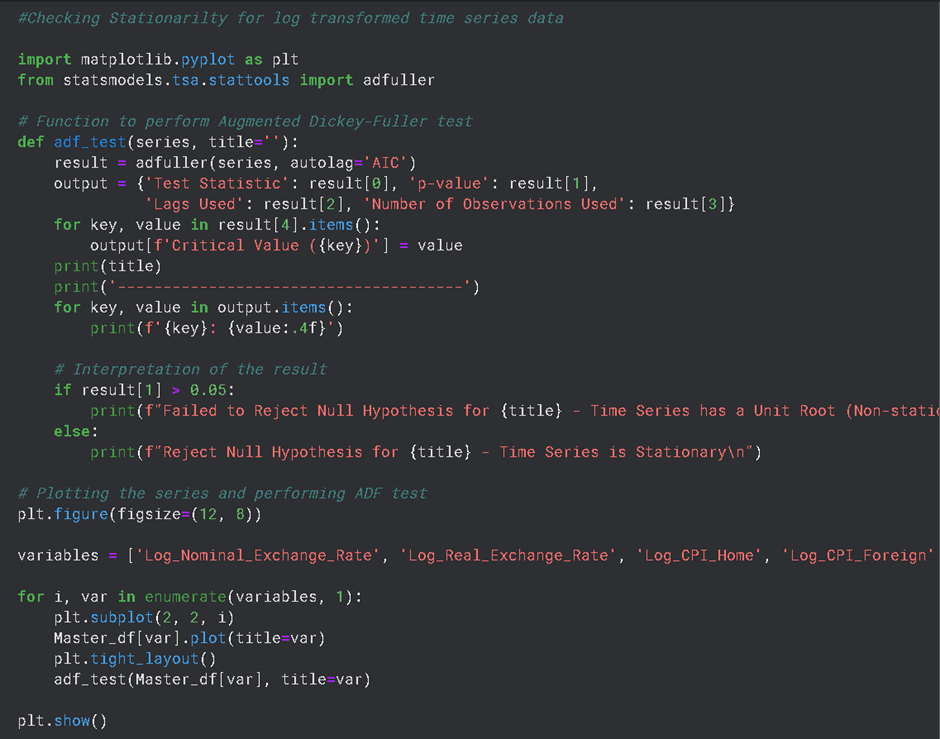 #Checking Stationarilty for log transformed time series data
import matplotlib.pyplot as plt
from statsmodels.tsa.stattools import adfuller
# Function to perform Augmented Dickey-Fuller test
def adf_test(series, title=''):
    result = adfuller(series, autolag='AIC')
    output = {'Test Statistic': result[0], 'p-value': result[1],
              'Lags Used': result[2], 'Number of Observations Used': result[3]}
    for key, value in result[4].items():
        output[f'Critical Value ({key})'] = value
    print(title)
    print('--------------------------------------')
    for key, value in output.items():
        print(f'{key}: {value:.4f}')
    # Interpretation of the result
    if result[1] > 0.05:
        print(f"Failed to Reject Null Hypothesis for {title} - Time Series has a Unit Root
    else:
        print(f"Reject Null Hypothesis for {title} - Time Series is Stationary\n")
# Plotting the series and performing ADF test
plt.figure(figsize=(12, 8))
variables = ['Log_Nominal_Exchange_Rate', 'Log_Real_Exchange_Rate', 'Log_CPI_Home', 'Log_CPI_Foreign'
for i, var in enumerate(variables, 1):
    plt.subplot(2, 2, i)
    Master_df[var].plot(title=var)
    plt.tight_layout()
    adf_test(Master_df[var], title=var)
plt.show()